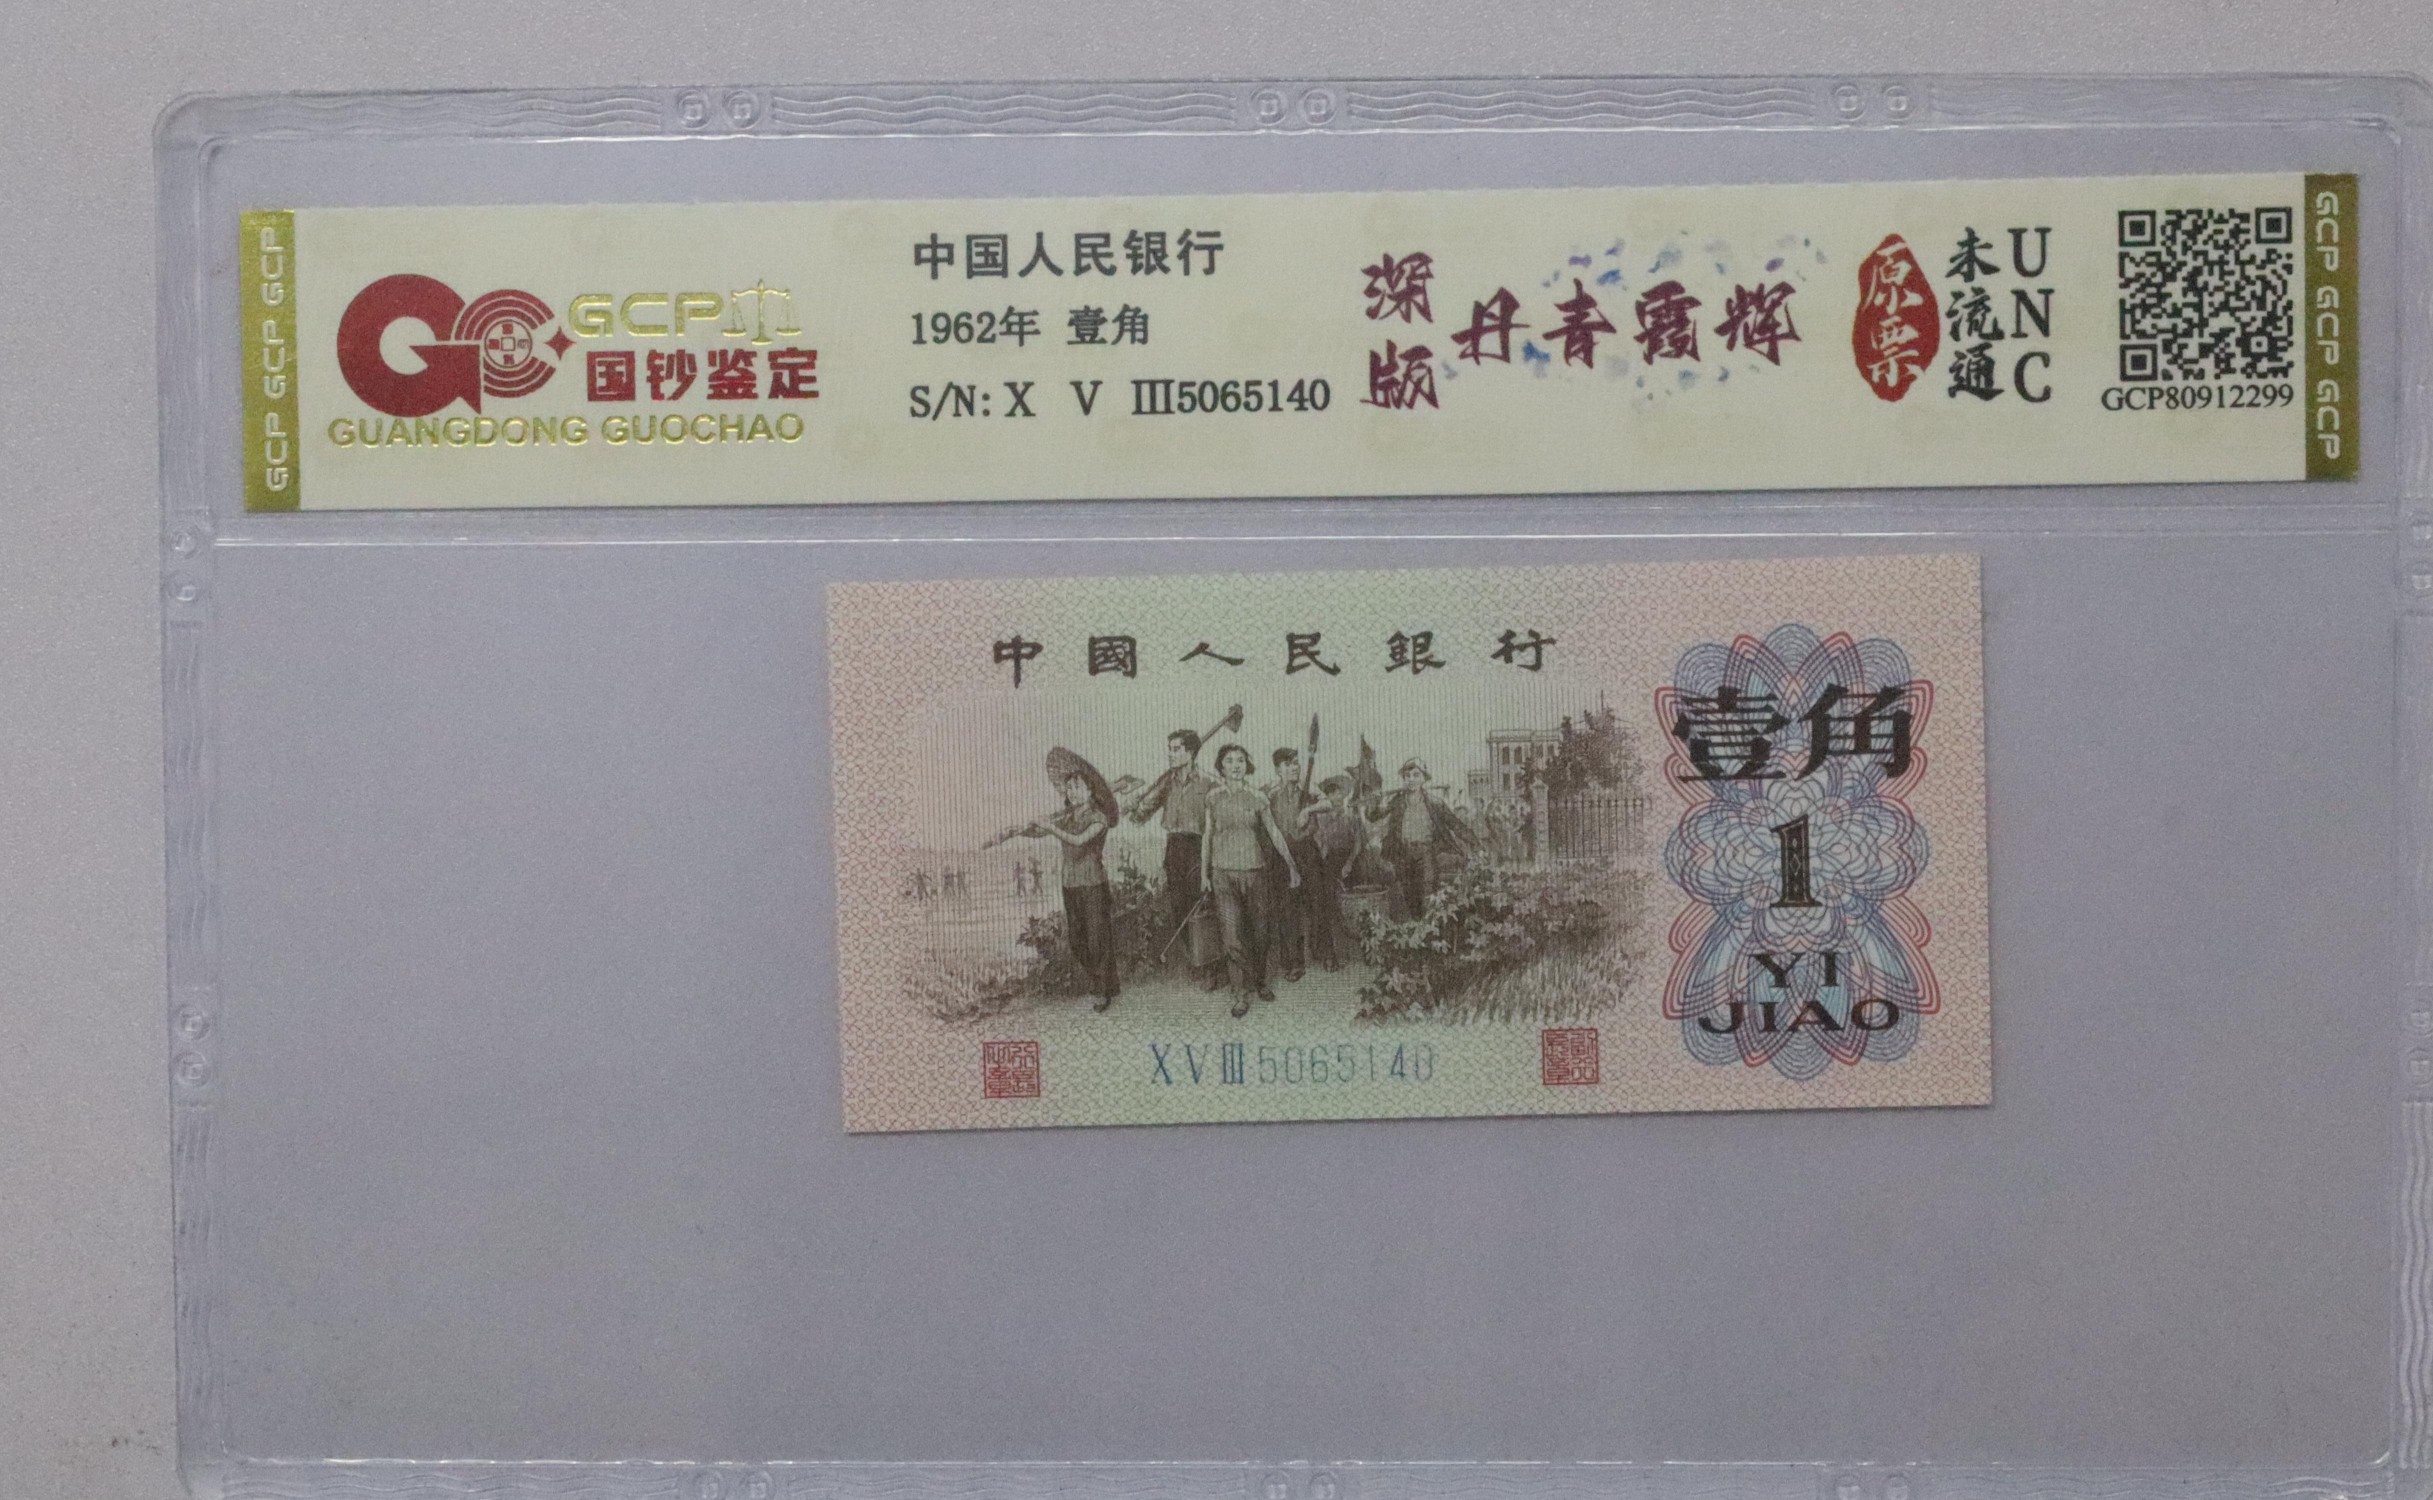 GCP GCP GCP
GCP
国钞鉴定
GUANGDONG GUOCHAO
中国人民银行
1962年 壹角
S/N: X V III5065140
深版
丹青霞辉
原票
未流通
UNC
GCP80912299
GCP GCP GCP
中國人民銀行
壹角
1
YI
JIAO
XVIII5065140